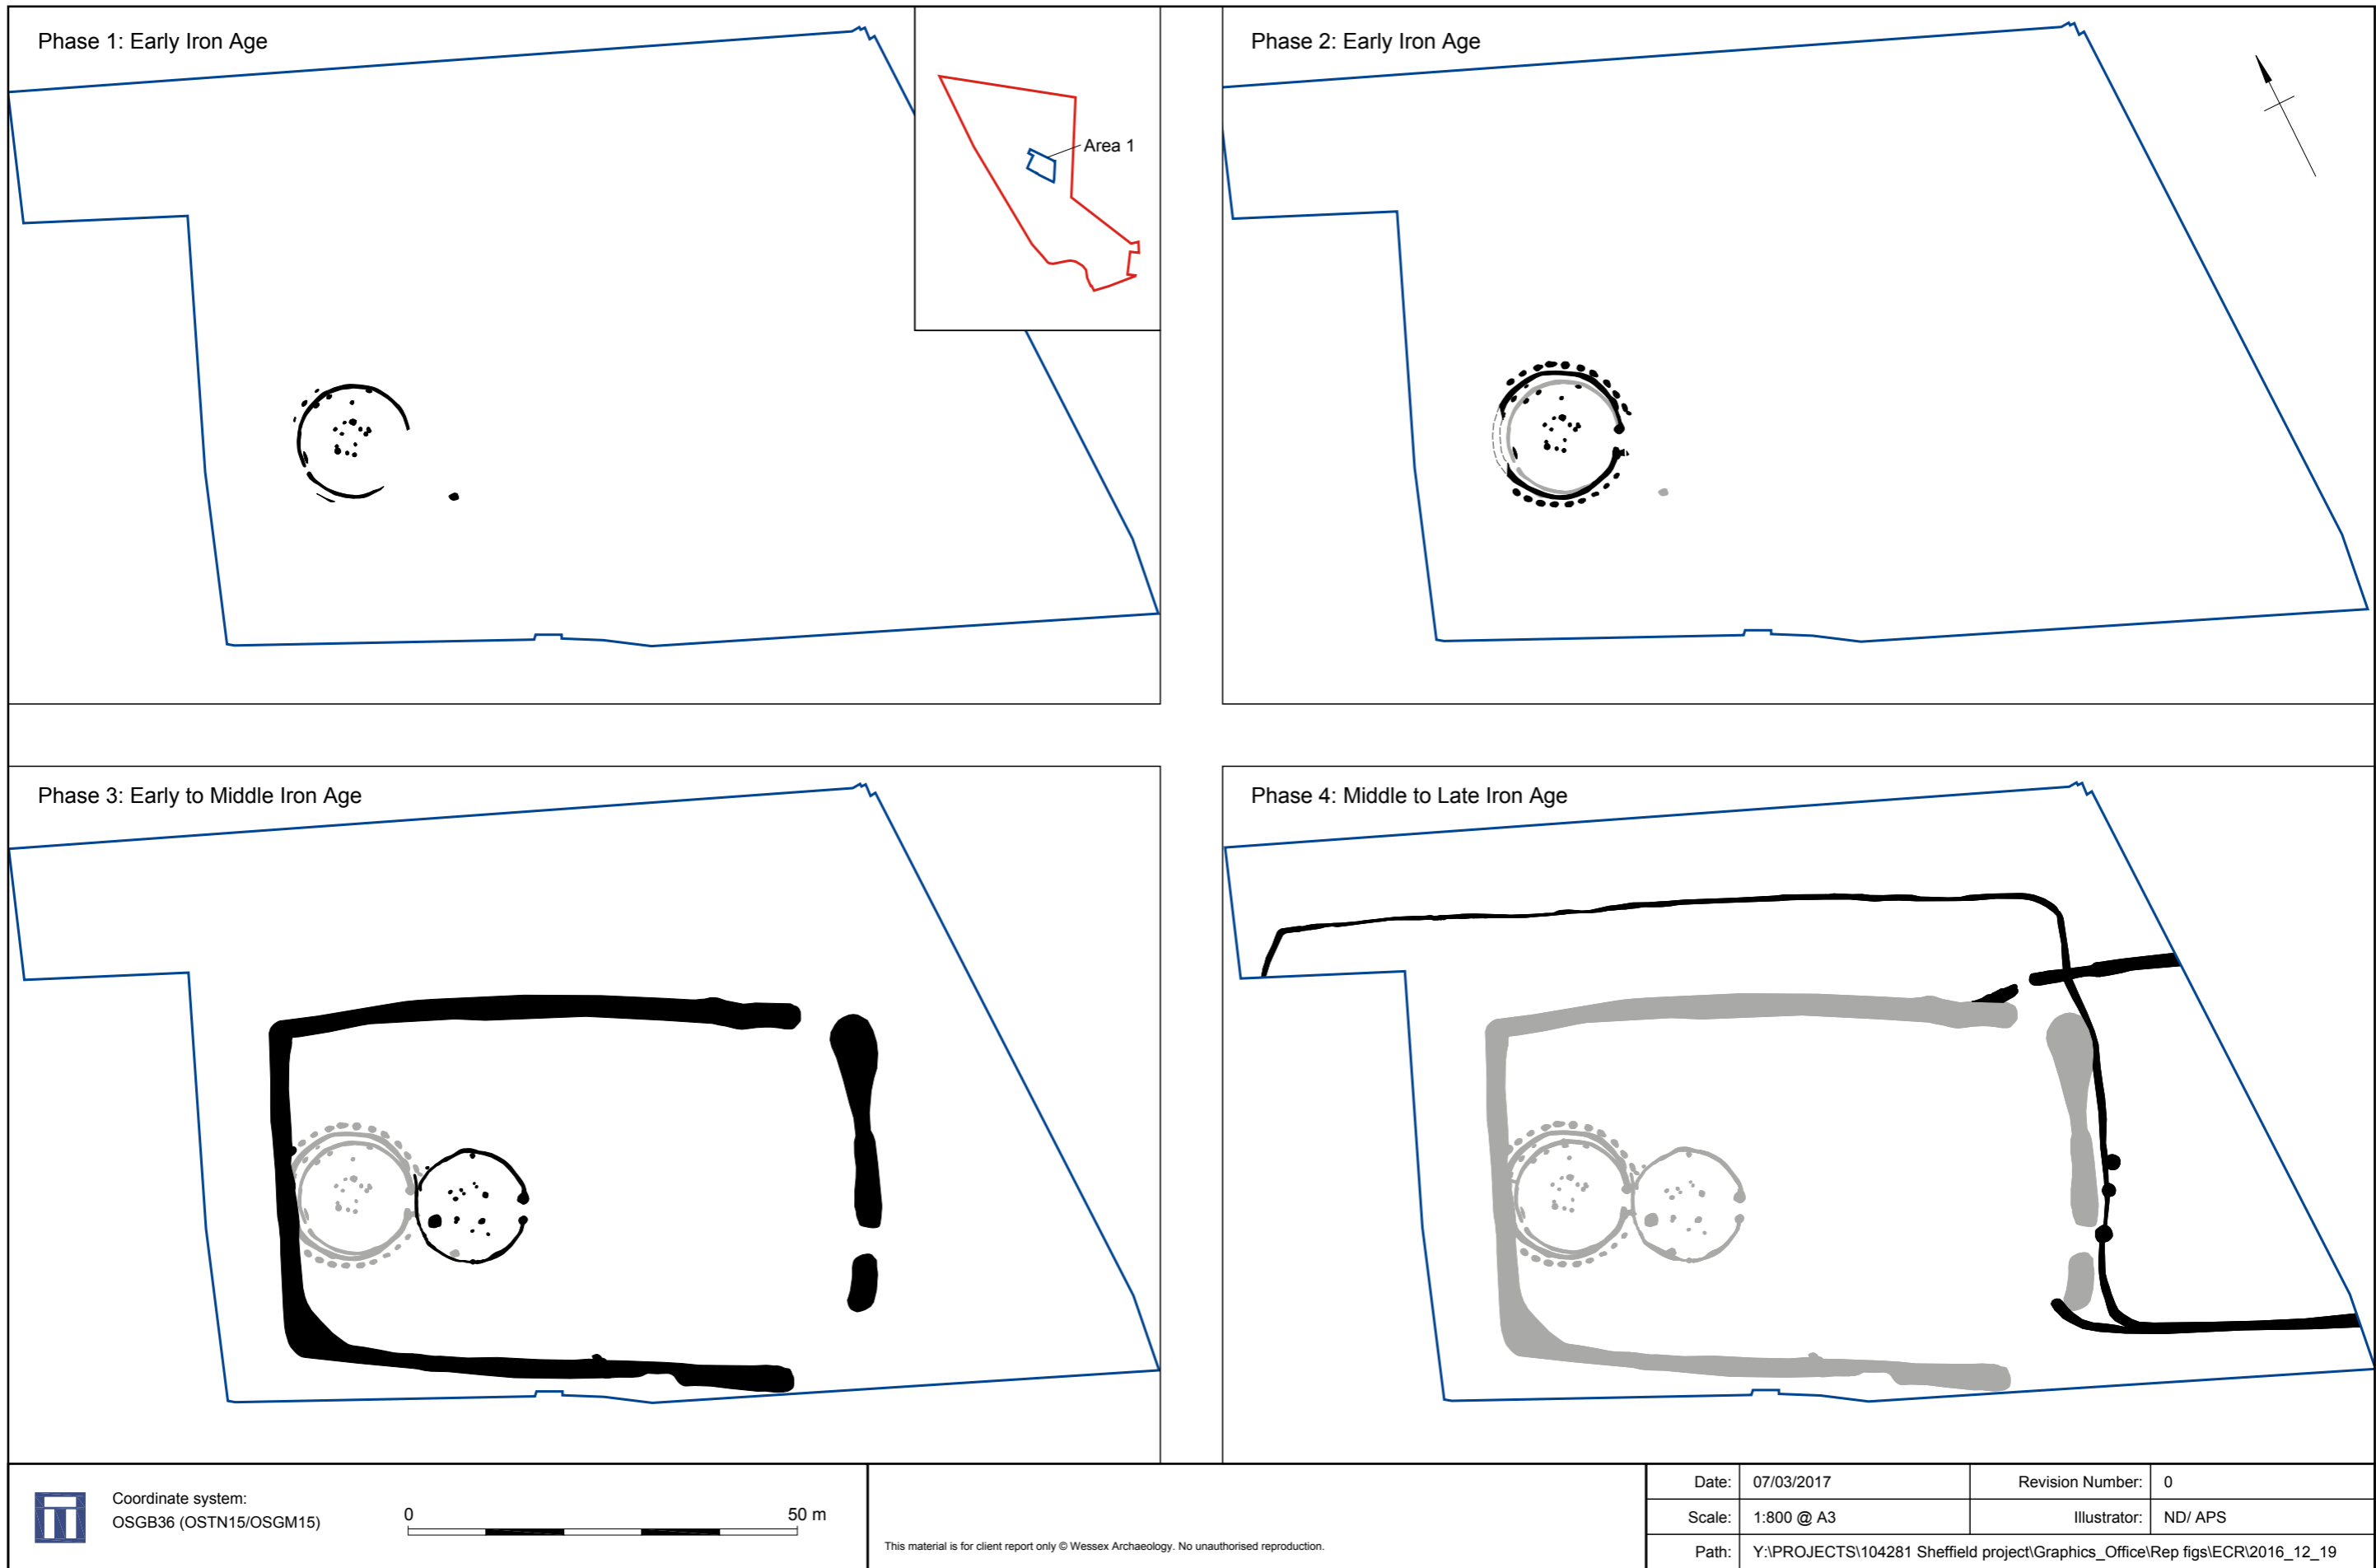 Phase 1: Early Iron Age
Area 1
Phase 2: Early Iron Age
Phase 3: Early to Middle Iron Age
Phase 4: Middle to Late Iron Age
Coordinate system:
OSGB36 (OSTN15/OSGM15)
0 50 m
This material is for client report only © Wessex Archaeology. No unauthorised reproduction.
Date: 07/03/2017 Revision Number: 0
Scale: 1:800 @ A3 Illustrator: ND/ APS
Path: Y:\PROJECTS\104281 Sheffield project\Graphics_Office\Rep figs\ECR\2016_12_19